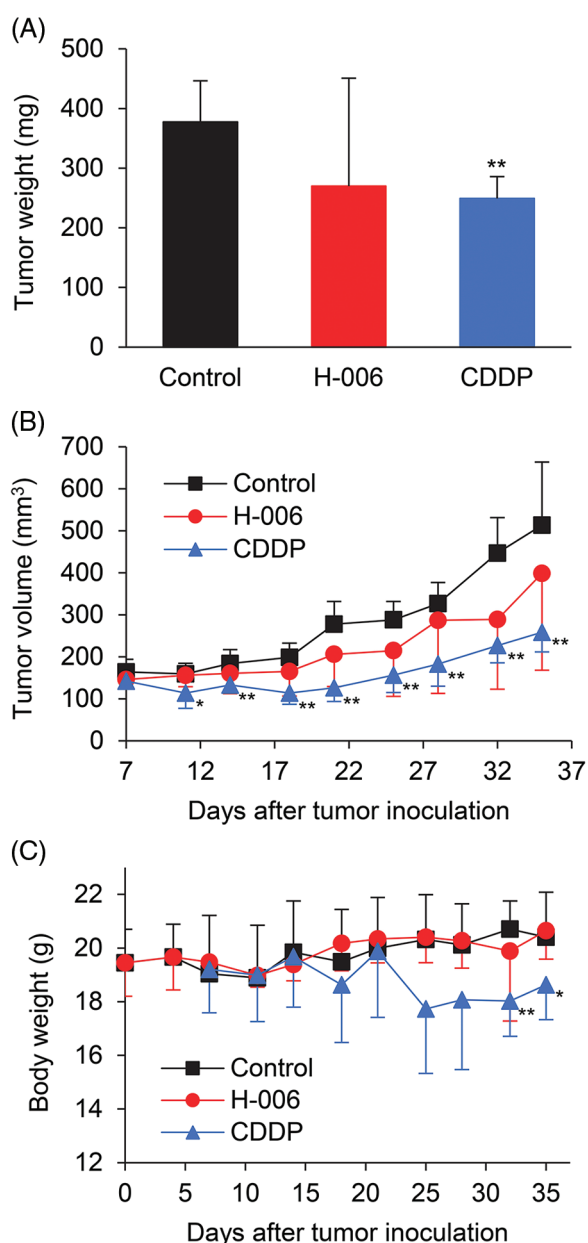 (A)
Tumor weight (mg)
500
400
300
200
100
0
**
Control H-006 CDDP
(B)
Tumor volume (mm³)
700
600
500
400
300
200
100
0
Control
H-006
CDDP
* ** ** ** ** ** ** **
7 12 17 22 27 32 37
Days after tumor inoculation
(C)
Body weight (g)
22
20
18
16
14
12
Control
H-006
CDDP
** *
0 5 10 15 20 25 30 35
Days after tumor inoculation